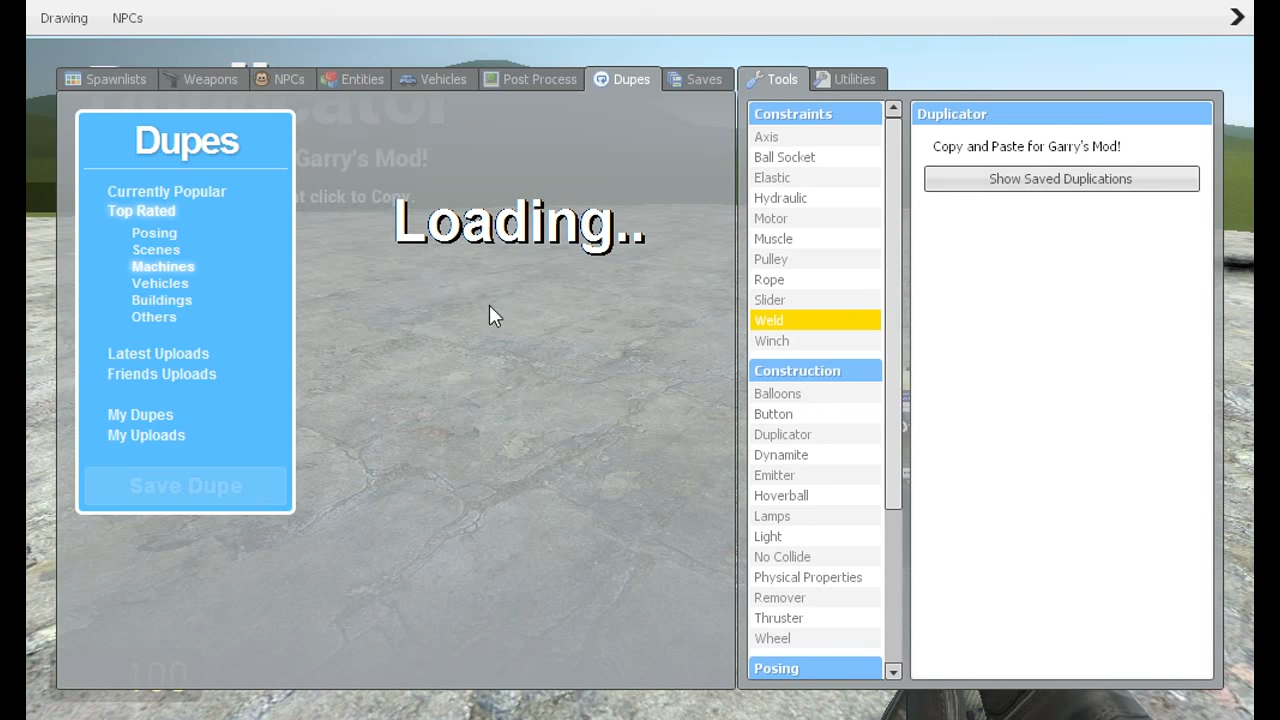 Drawing NPCs
Spawnlists Weapons NPCs Entities Vehicles Post Process Dupes Saves Tools Utilities
Garry's Mod!
click to Copy.
Dupes
Currently Popular
Top Rated
Posing
Scenes
Machines
Vehicles
Buildings
Others
Latest Uploads
Friends Uploads
My Dupes
My Uploads
Save Dupe
Loading..
Constraints
Axis
Ball Socket
Elastic
Hydraulic
Motor
Muscle
Pulley
Rope
Slider
Weld
Winch
Construction
Balloons
Button
Duplicator
Dynamite
Emitter
Hoverball
Lamps
Light
No Collide
Physical Properties
Remover
Thruster
Wheel
Posing
Duplicator
Copy and Paste for Garry's Mod!
Show Saved Duplications
100